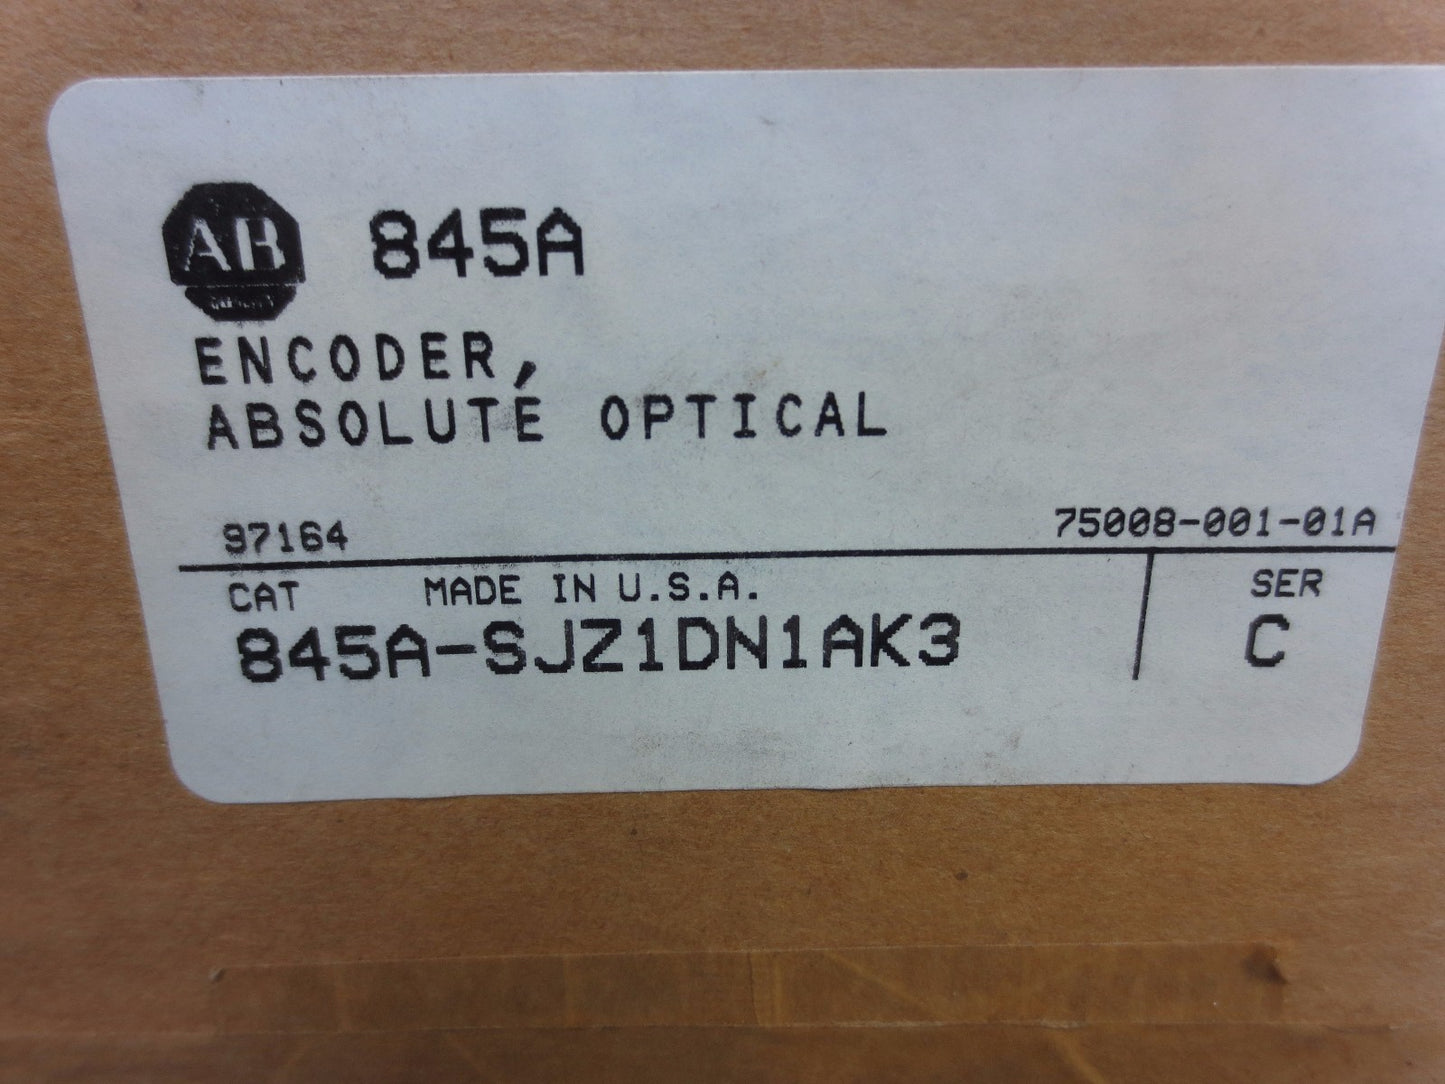 AB 845A
ENCODER,
ABSOLUTE OPTICAL
97164 75008-001-01A
CAT MADE IN U.S.A. SER
845A-SJZ1DN1AK3 C